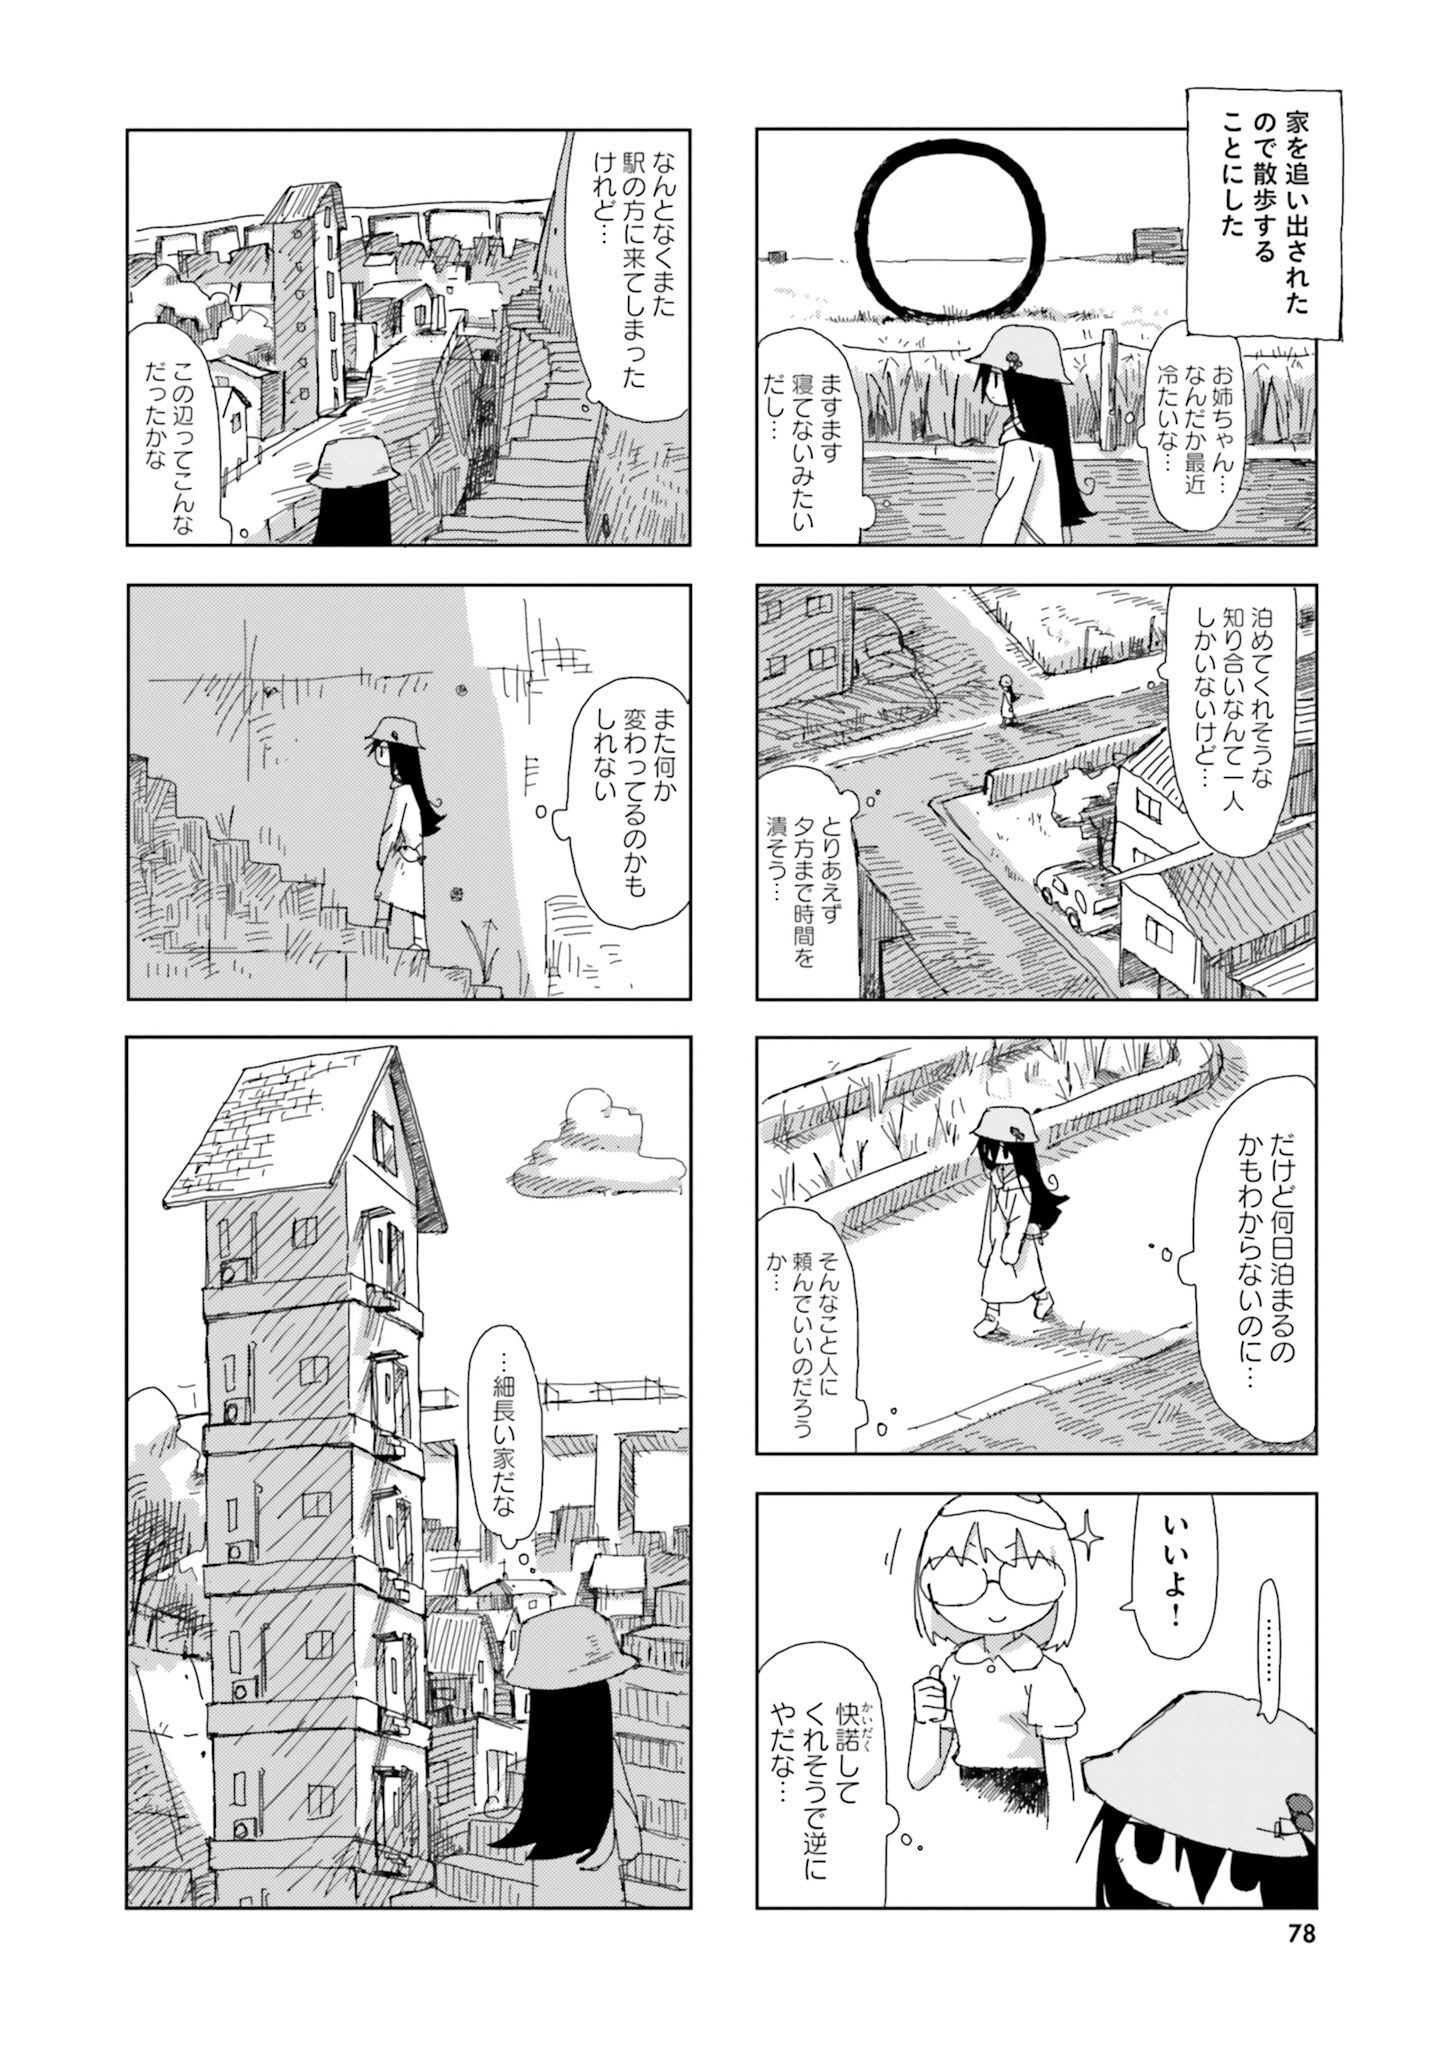 家を追い出された
ので散歩する
ことにした
お姉ちゃん…
なんだか最近
冷たいな…
ますます
寝てないみたい
だし…
泊めてくれそうな
知り合いなんて一人
しかいないけど…
とりあえず
夕方まで時間を
潰そう…
だけど何日泊まるの
かもわからないのに…
そんなこと人に
頼んでいいのだろう
か…
いいよ!
………
快諾して
かいだく
くれそうで逆に
やだな…
なんとなくまた
駅の方に来てしまった
けれど…
この辺ってこんな
だったかな
また何か
変わってるのかも
しれない
…細長い家だな
78